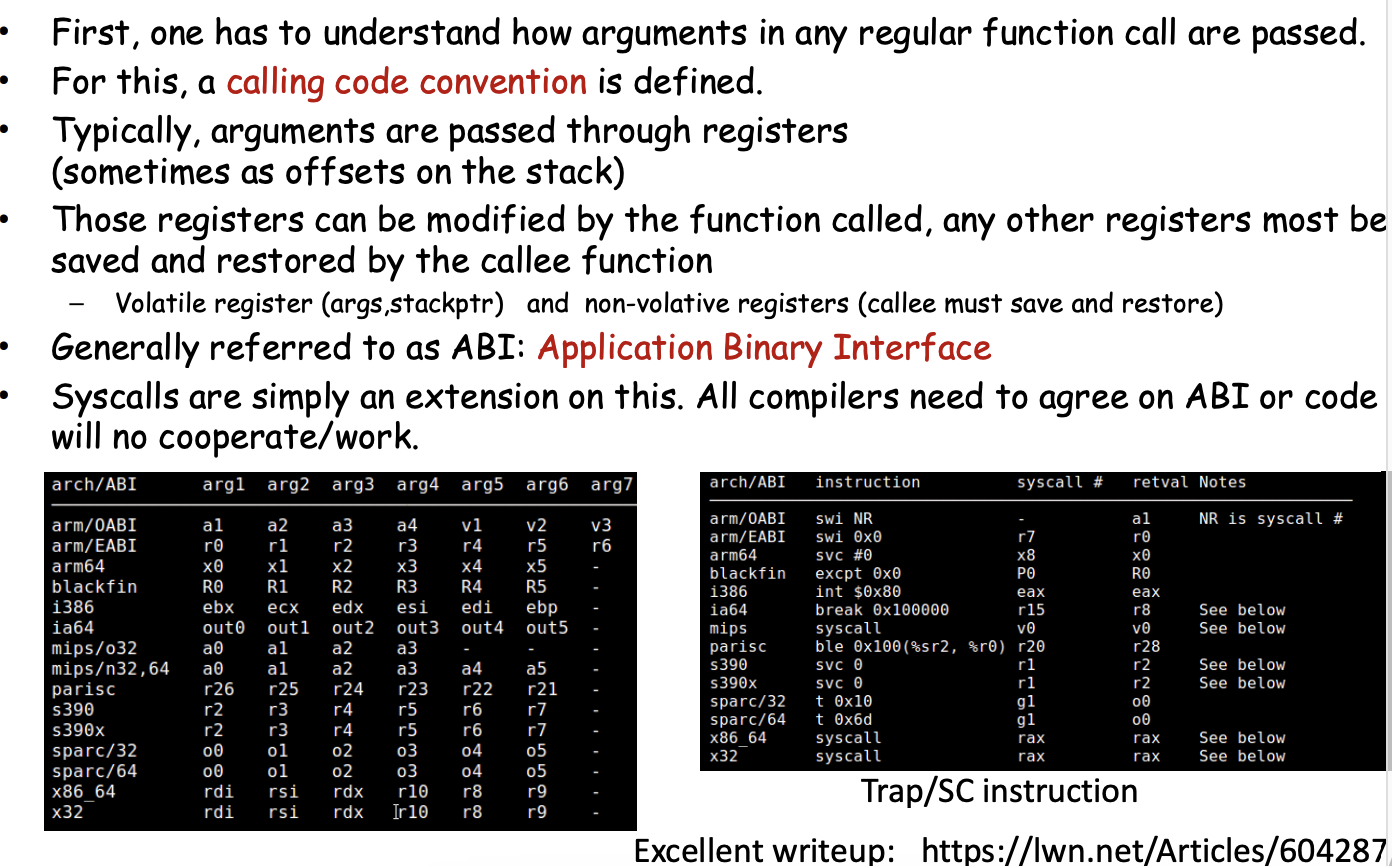 • First, one has to understand how arguments in any regular function call are passed.
• For this, a calling code convention is defined.
• Typically, arguments are passed through registers
(sometimes as offsets on the stack)
• Those registers can be modified by the function called, any other registers most be
saved and restored by the callee function
– Volatile register (args,stackptr) and non-volative registers (callee must save and restore)
• Generally referred to as ABI: Application Binary Interface
• Syscalls are simply an extension on this. All compilers need to agree on ABI or code
will no cooperate/work.
arch/ABI arg1 arg2 arg3 arg4 arg5 arg6 arg7
arm/OABI a1 a2 a3 a4 v1 v2 v3
arm/EABI r0 r1 r2 r3 r4 r5 r6
arm64 x0 x1 x2 x3 x4 x5 -
blackfin R0 R1 R2 R3 R4 R5 -
i386 ebx ecx edx esi edi ebp -
ia64 out0 out1 out2 out3 out4 out5 -
mips/o32 a0 a1 a2 a3 - - -
mips/n32,64 a0 a1 a2 a3 a4 a5 -
parisc r26 r25 r24 r23 r22 r21 -
s390 r2 r3 r4 r5 r6 r7 -
s390x r2 r3 r4 r5 r6 r7 -
sparc/32 o0 o1 o2 o3 o4 o5 -
sparc/64 o0 o1 o2 o3 o4 o5 -
x86_64 rdi rsi rdx r10 r8 r9 -
x32 rdi rsi rdx r10 r8 r9 -
arch/ABI instruction syscall # retval Notes
arm/OABI swi NR - a1 NR is syscall #
arm/EABI swi 0x0 r7 r0
arm64 svc #0 x8 x0
blackfin excpt 0x0 P0 R0
i386 int $0x80 eax eax
ia64 break 0x100000 r15 r8 See below
mips syscall v0 v0 See below
parisc ble 0x100(%sr2, %r0) r20 r28
s390 svc 0 r1 r2 See below
s390x svc 0 r1 r2 See below
sparc/32 t 0x10 g1 o0
sparc/64 t 0x6d g1 o0
x86_64 syscall rax rax See below
x32 syscall rax rax See below
Trap/SC instruction
Excellent writeup: https://lwn.net/Articles/604287